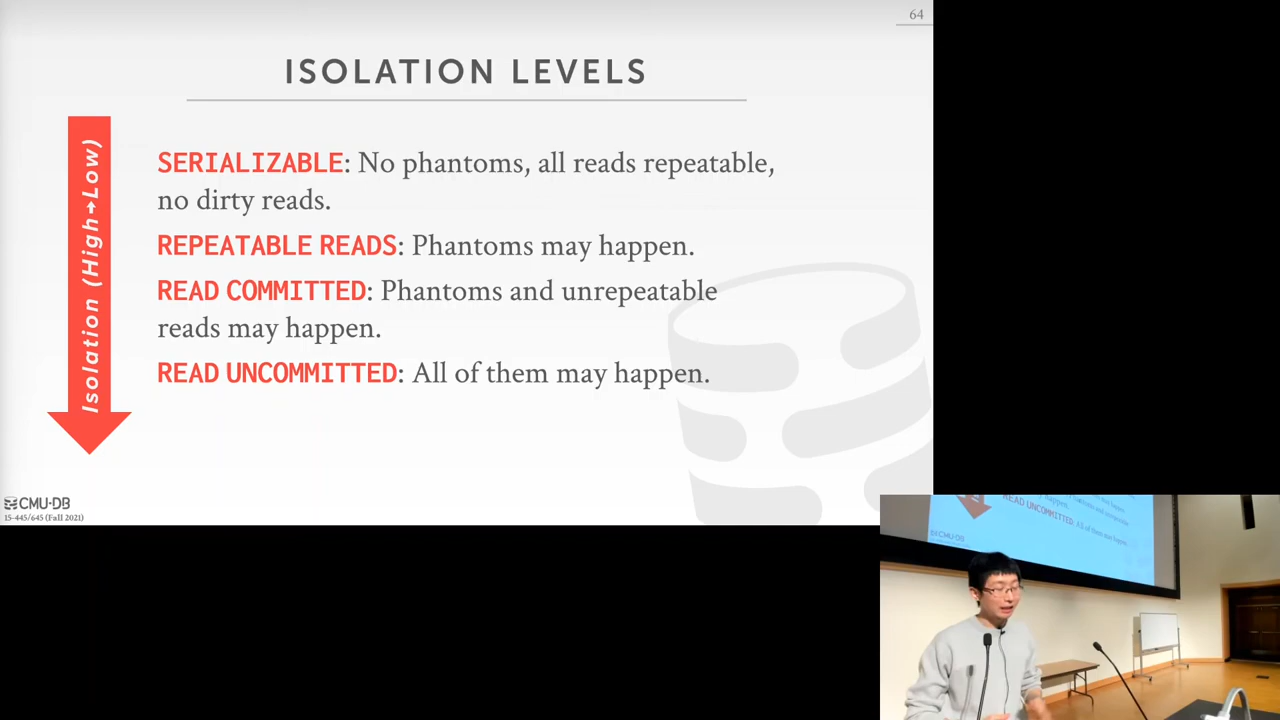 64
ISOLATION LEVELS
Isolation (High→Low)
SERIALIZABLE: No phantoms, all reads repeatable,
no dirty reads.
REPEATABLE READS: Phantoms may happen.
READ COMMITTED: Phantoms and unrepeatable
reads may happen.
READ UNCOMMITTED: All of them may happen.
CMU·DB
15-445/645 (Fall 2021)
READ UNCOMMITTED: All of them may happen.
CMU·DB